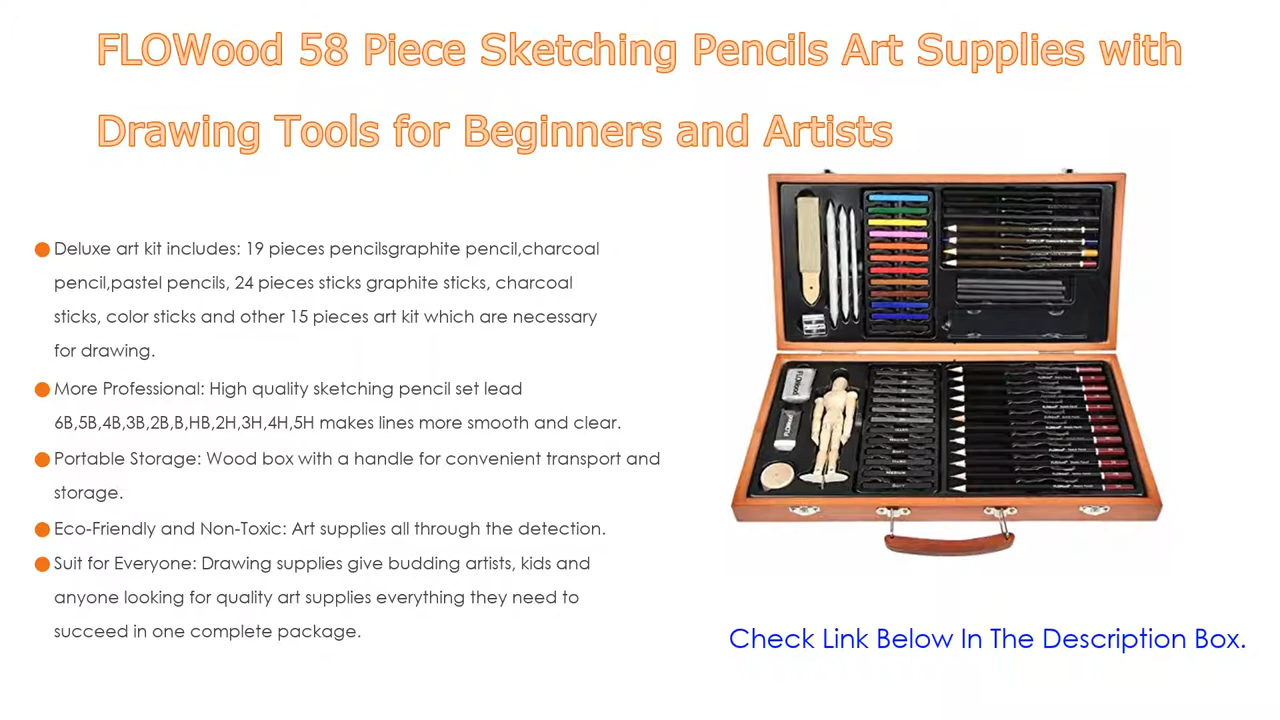 FLOWood 58 Piece Sketching Pencils Art Supplies with
Drawing Tools for Beginners and Artists
Deluxe art kit includes: 19 pieces pencilsgraphite pencil,charcoal
pencil,pastel pencils, 24 pieces sticks graphite sticks, charcoal
sticks, color sticks and other 15 pieces art kit which are necessary
for drawing.
More Professional: High quality sketching pencil set lead
6B,5B,4B,3B,2B,B,HB,2H,3H,4H,5H makes lines more smooth and clear.
Portable Storage: Wood box with a handle for convenient transport and
storage.
Eco-Friendly and Non-Toxic: Art supplies all through the detection.
Suit for Everyone: Drawing supplies give budding artists, kids and
anyone looking for quality art supplies everything they need to
succeed in one complete package.
FLOWood
Check Link Below In The Description Box.